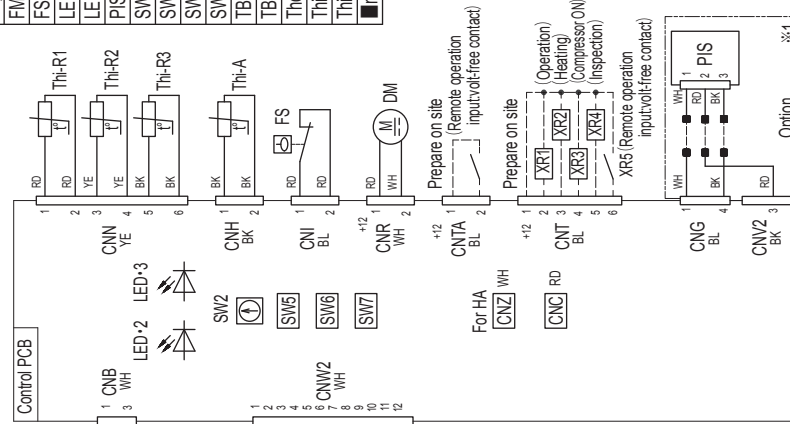 FM
FS
LE
LE
PIS
SW
SW
SW
SW
TB
TB
Thi
Thi
Control PCB
CNB
WH
1
3
LED•2
LED•3
CNW2
WH
1
2
3
4
5
6
7
8
9
10
11
12
SW2
SW5
SW6
SW7
For HA
CNZ WH
CNC RD
CNN
YE
1 RD
2 RD
3 YE
4 YE
5 BK
6 BK
t°
Thi-R1
t°
Thi-R2
t°
Thi-R3
CNH
BK
1 BK
2 BK
t°
Thi-A
CNI
BL
1 RD
2 RD
FS
CNR
WH
+12 1 RD
2 WH
M
DM
CNTA
BL
+12 1
2
Prepare on site
(Remote operation
input:volt-free contact)
CNT
BL
+12 1
2
3
4
5
6
Prepare on site
XR1 (Operation)
XR2 (Heating)
XR3 (Compressor ON)
XR4 (Inspection)
XR5 (Remote operation
input:volt-free contact)
CNG
BL
1 WH
4 BK
CNV2
BK
3 RD
WH 1
RD 2
BK 3
PIS
Option
※1